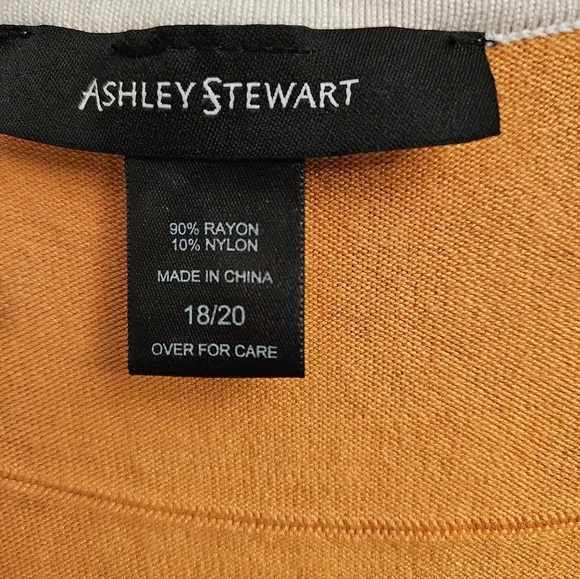 ASHLEY STEWART
90% RAYON
10% NYLON
MADE IN CHINA
18/20
OVER FOR CARE